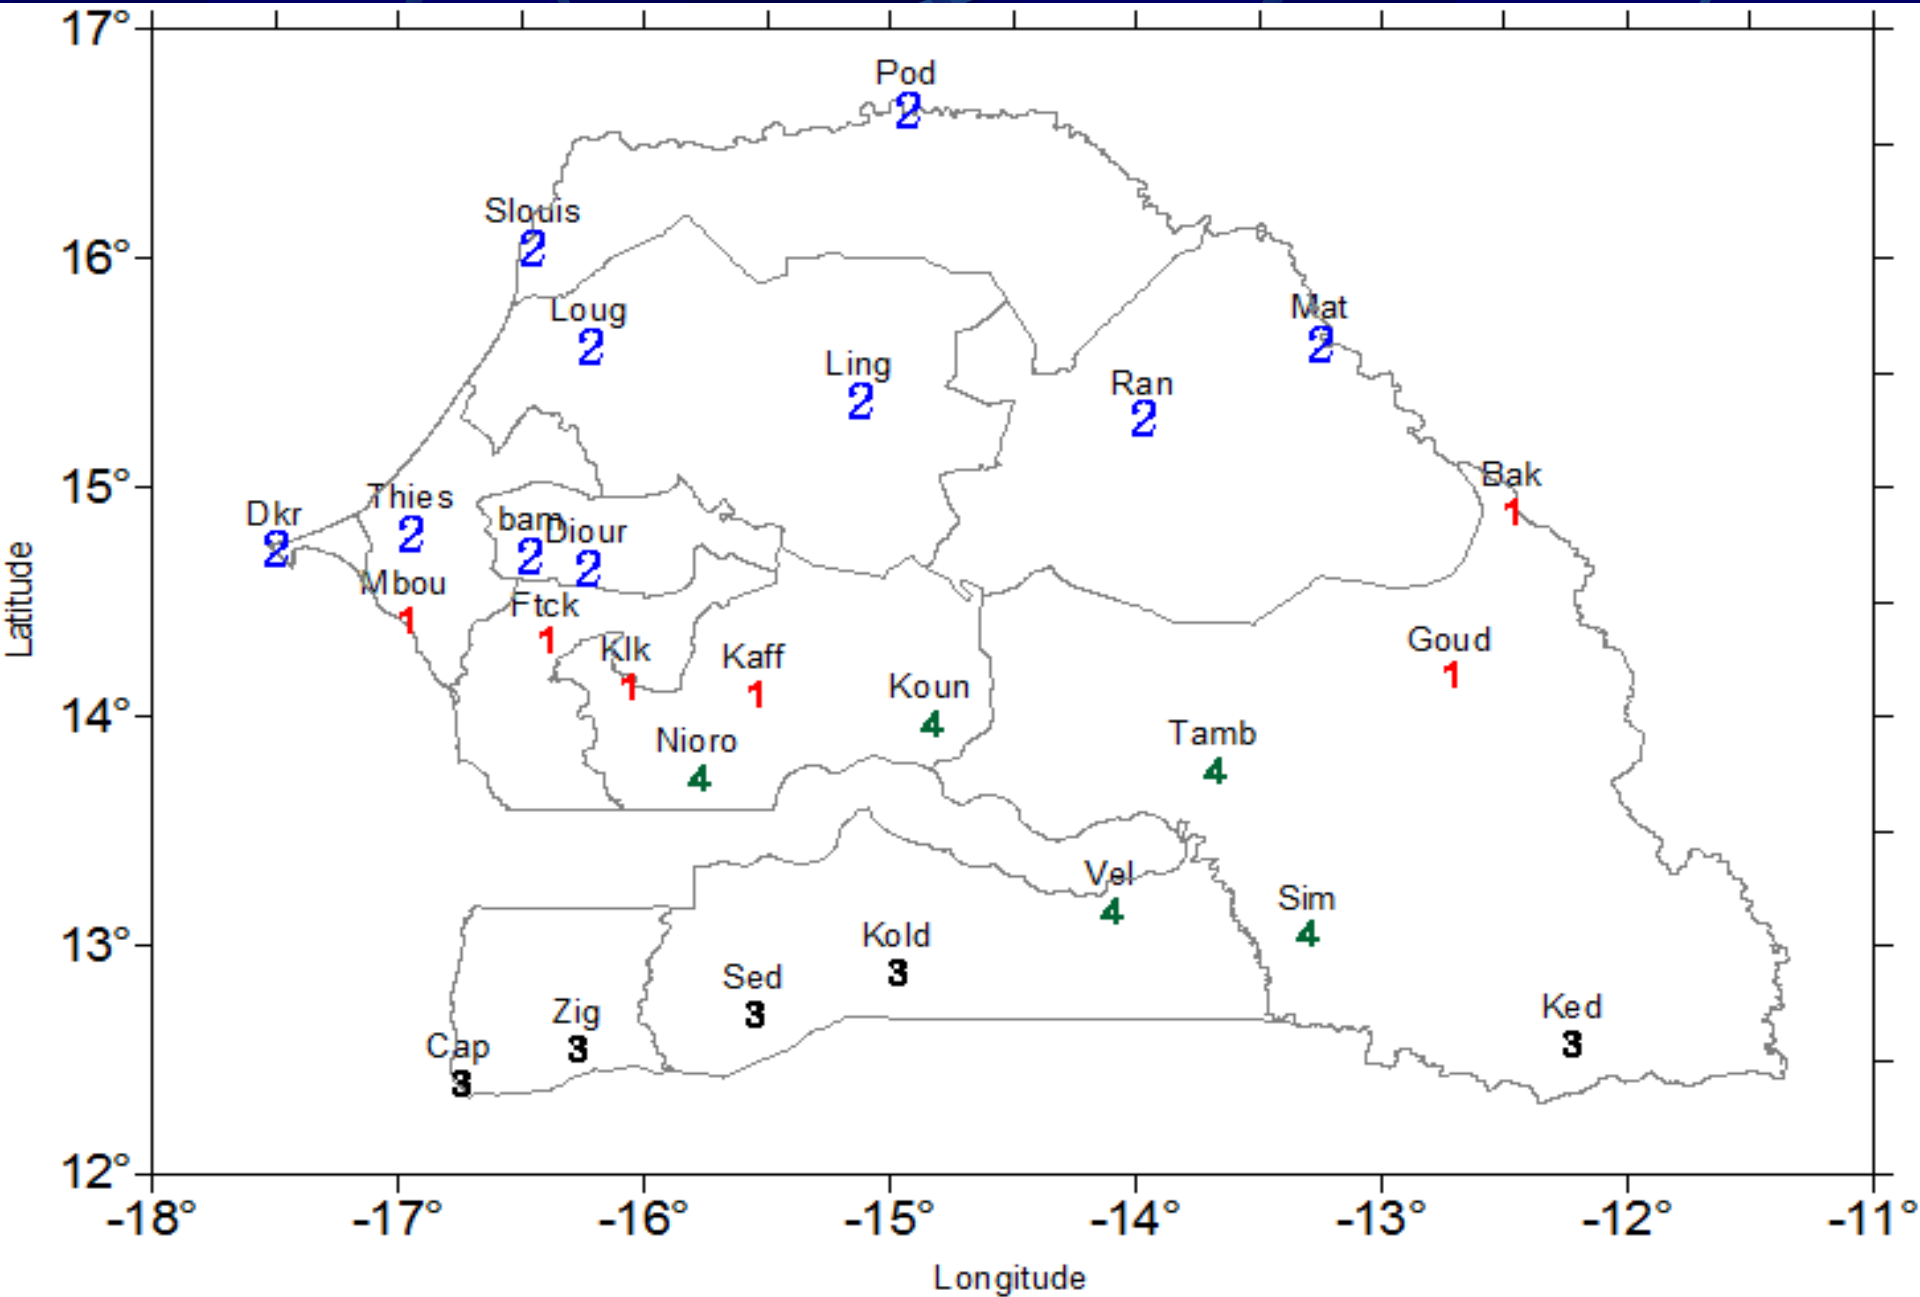 17°
Pod
2
Slouis
2
16°
Loug
2
Mat
2
Ling
2
Ran
2
15°
Bak
1
Thies
2
Dkr
2
bam
2
Diour
2
Mbou
1
Ftck
1
Klk
1
Kaff
1
Goud
1
Koun
4
14°
Nioro
4
Tamb
4
Vel
4
Sim
4
13°
Kold
3
Sed
3
Zig
3
Ked
3
Cap
3
12°
-18° -17° -16° -15° -14° -13° -12° -11°
Longitude
Latitude